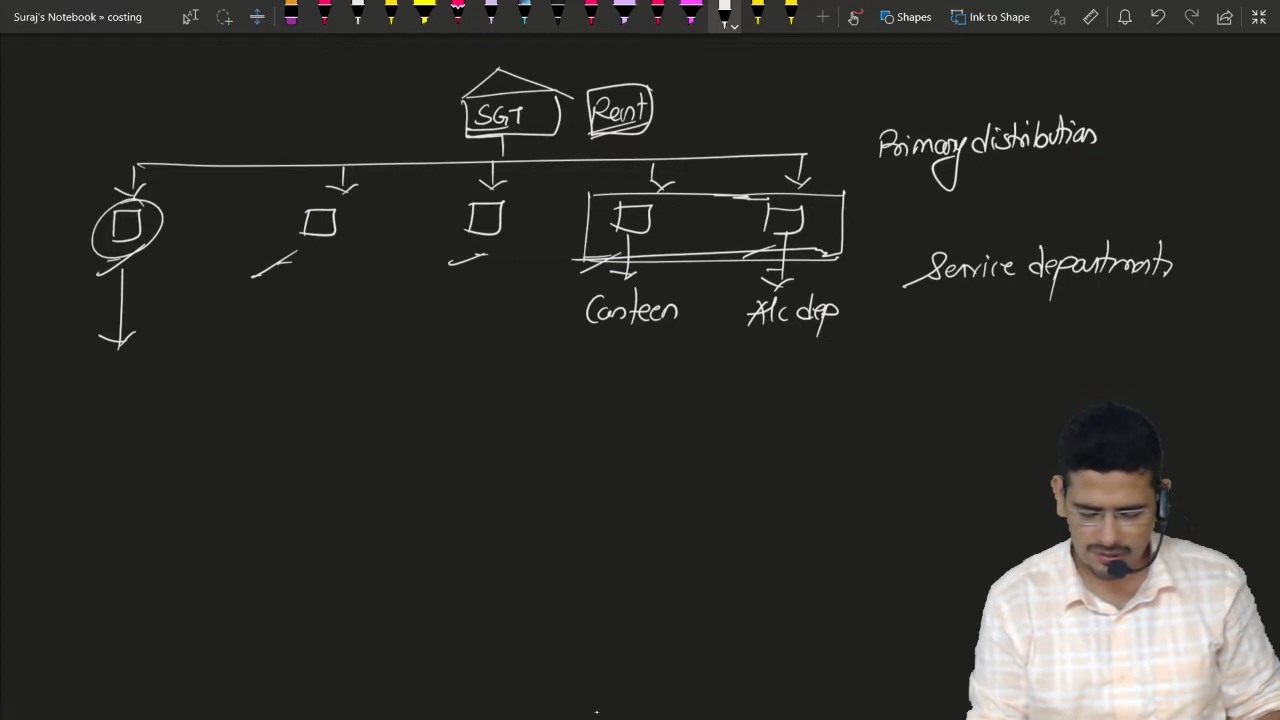 Suraj's Notebook » costing
Shapes
Ink to Shape
SGT
Rent
Primary distribution
Service departments
Canteen
A/c dep